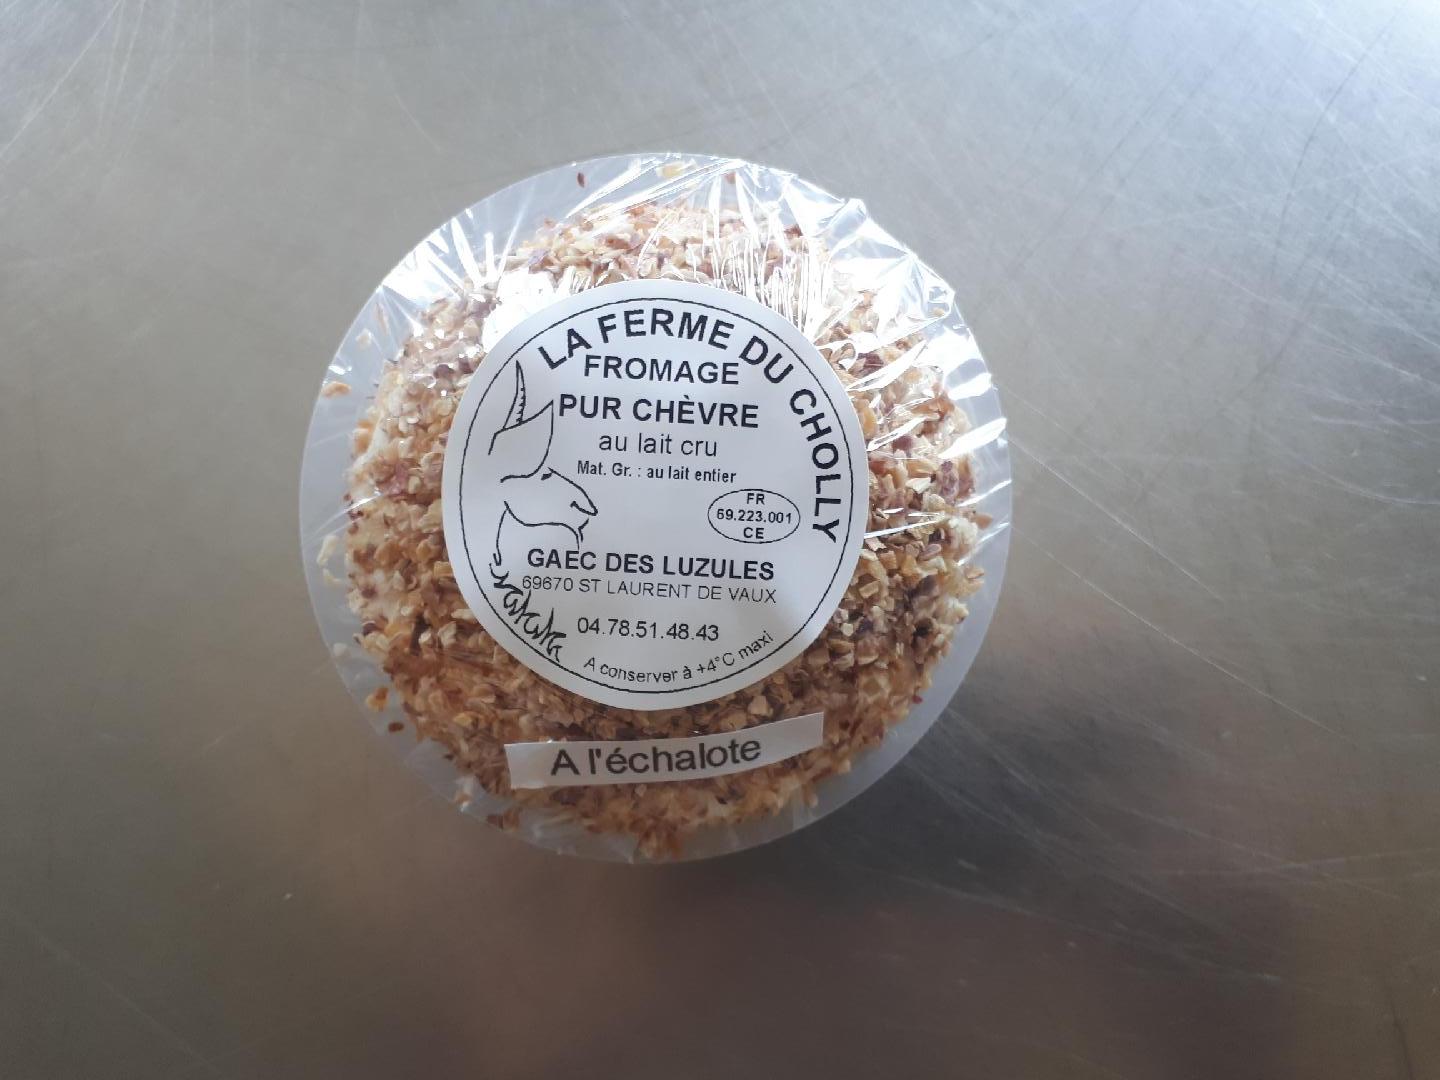 LA FERME DU CHOLLY
FROMAGE
PUR CHÈVRE
au lait cru
Mat. Gr. : au lait entier
FR
69.223.001
CE
GAEC DES LUZULES
69670 ST LAURENT DE VAUX
04.78.51.48.43
A conserver à +4°C maxi
A l'échalote